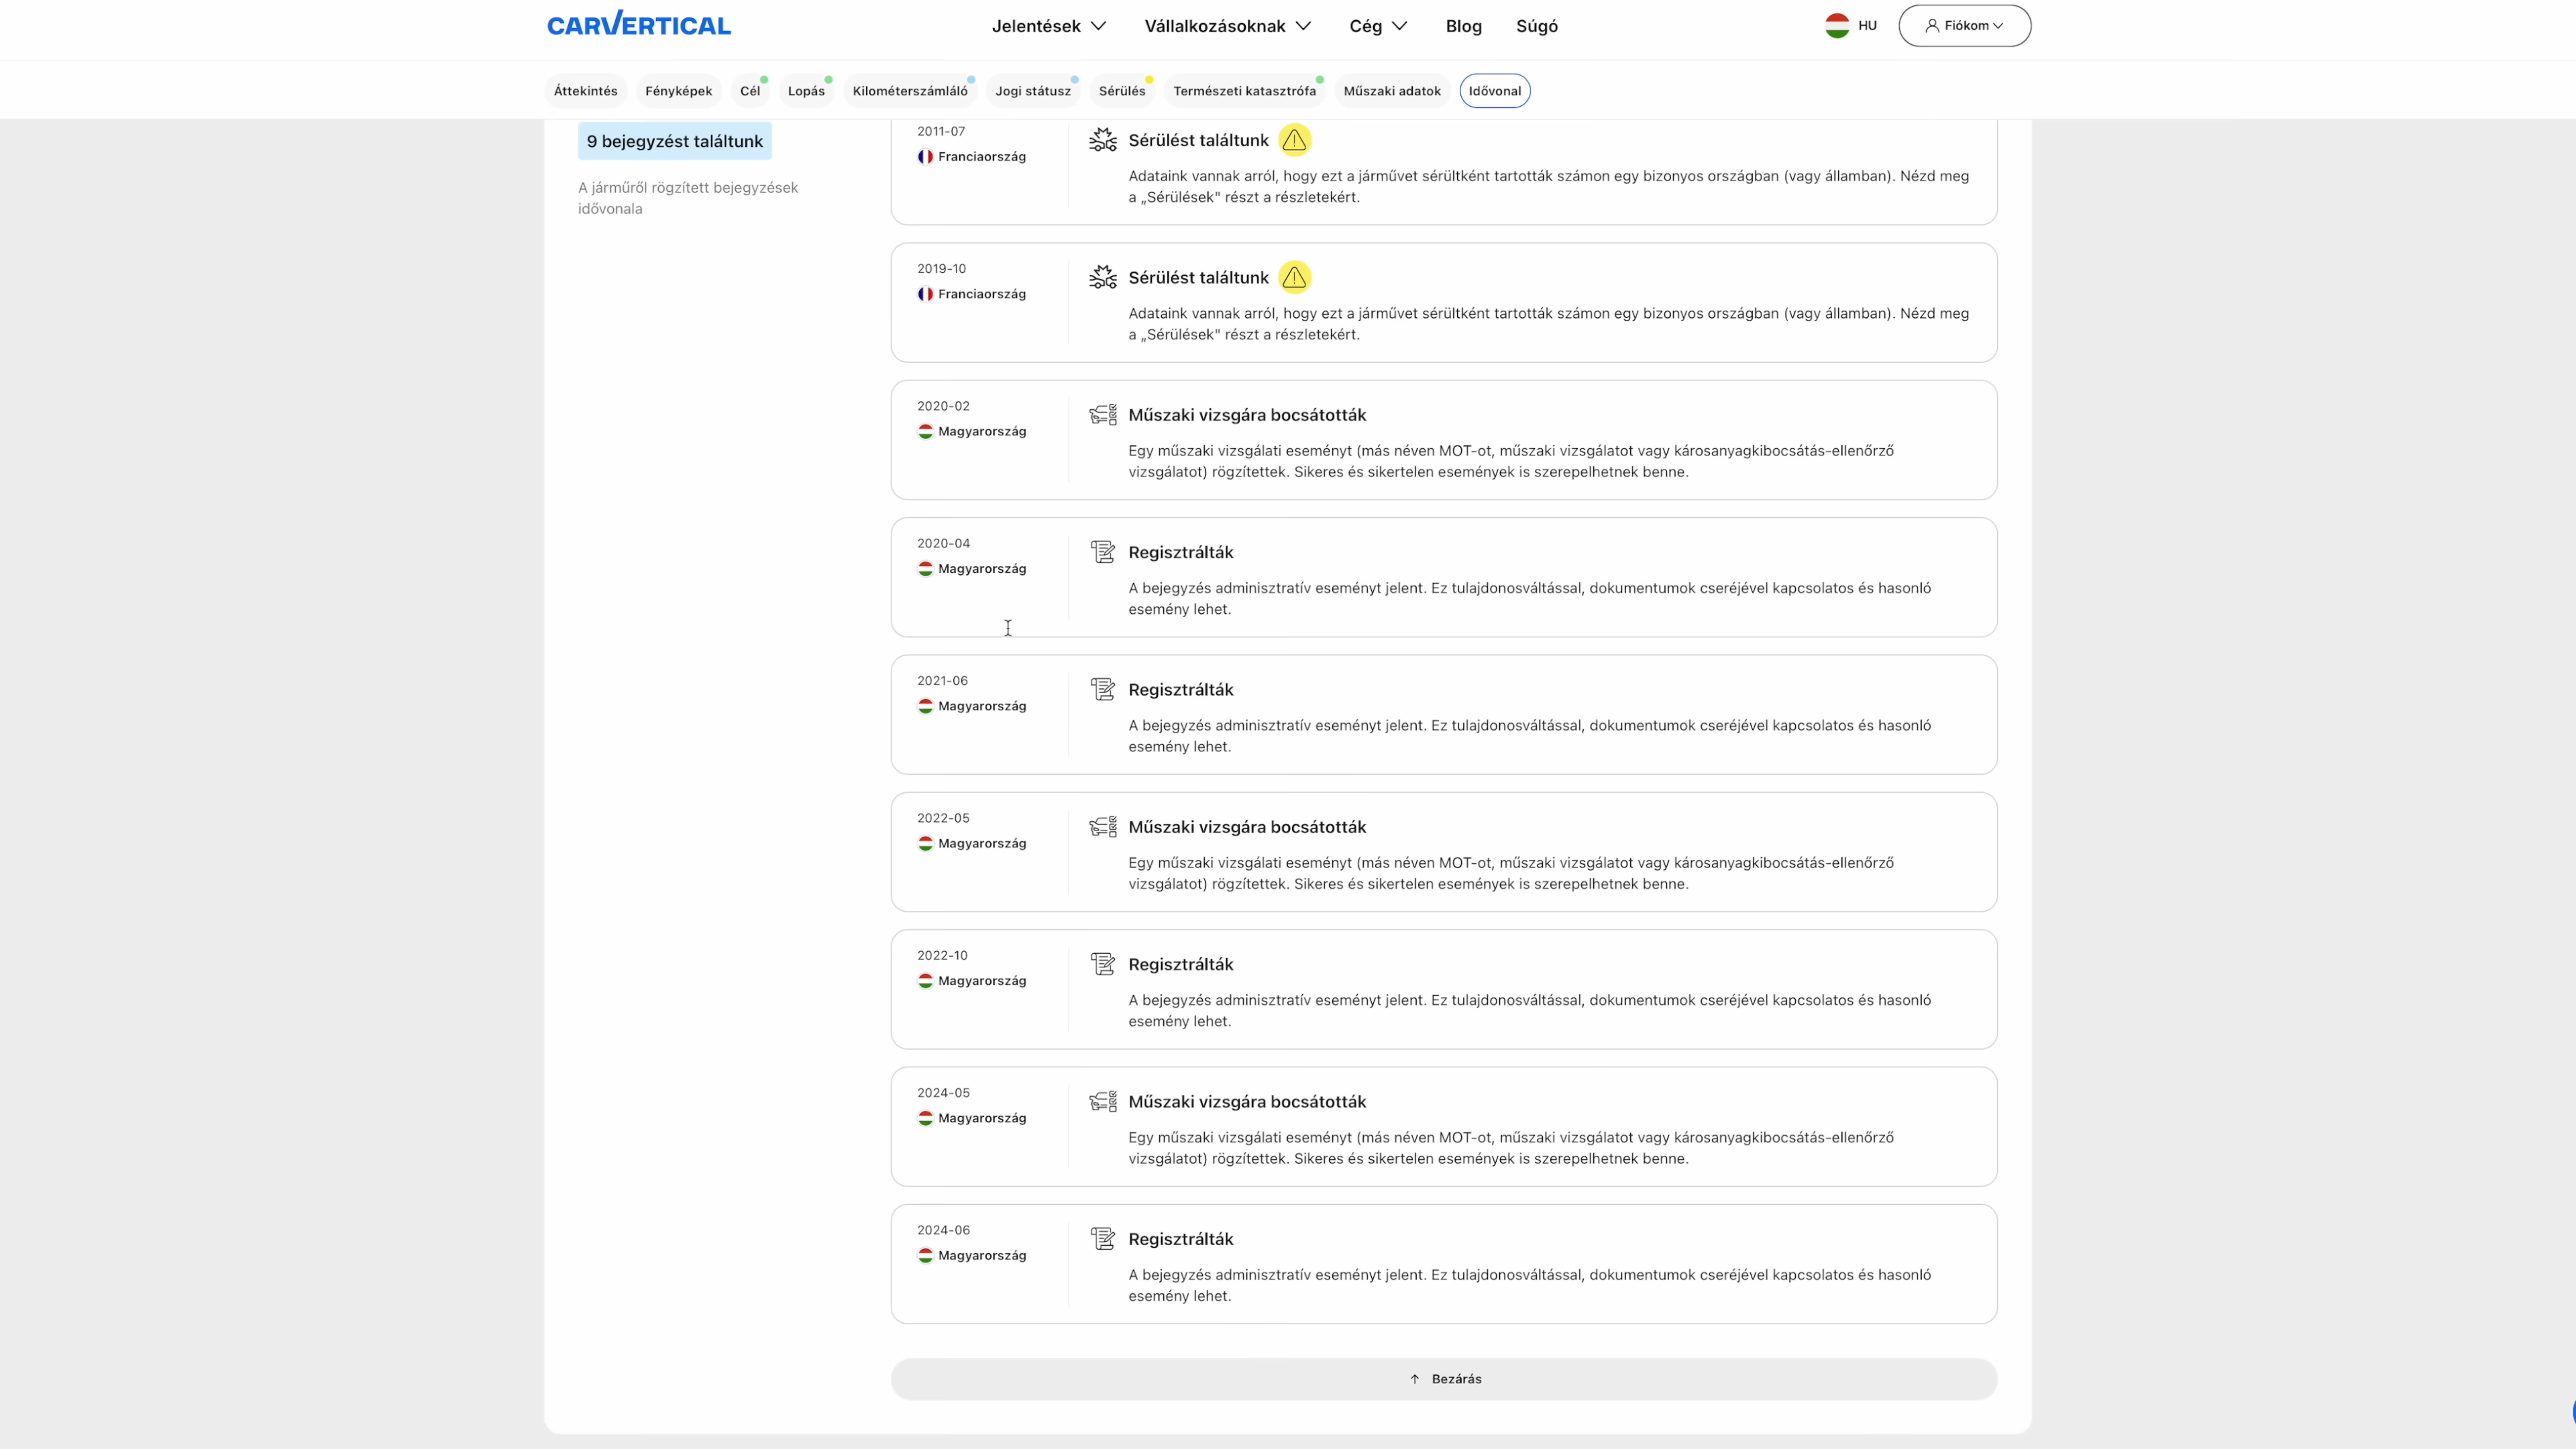 CARVERTICAL
Jelentések
Vállalkozásoknak
Cég
Blog
Súgó
HU
Fiókom
Áttekintés
Fényképek
Cél
Lopás
Kilométerszámláló
Jogi státusz
Sérülés
Természeti katasztrófa
Műszaki adatok
Idővonal
9 bejegyzést találtunk
A járműről rögzített bejegyzések
idővonala
2011-07
Franciaország
Sérülést találtunk
Adataink vannak arról, hogy ezt a járművet sérültként tartották számon egy bizonyos országban (vagy államban). Nézd meg
a „Sérülések" részt a részletekért.
2019-10
Franciaország
Sérülést találtunk
Adataink vannak arról, hogy ezt a járművet sérültként tartották számon egy bizonyos országban (vagy államban). Nézd meg
a „Sérülések" részt a részletekért.
2020-02
Magyarország
Műszaki vizsgára bocsátották
Egy műszaki vizsgálati eseményt (más néven MOT-ot, műszaki vizsgálatot vagy károsanyagkibocsátás-ellenőrző
vizsgálatot) rögzítettek. Sikeres és sikertelen események is szerepelhetnek benne.
2020-04
Magyarország
Regisztrálták
A bejegyzés adminisztratív eseményt jelent. Ez tulajdonosváltással, dokumentumok cseréjével kapcsolatos és hasonló
esemény lehet.
2021-06
Magyarország
Regisztrálták
A bejegyzés adminisztratív eseményt jelent. Ez tulajdonosváltással, dokumentumok cseréjével kapcsolatos és hasonló
esemény lehet.
2022-05
Magyarország
Műszaki vizsgára bocsátották
Egy műszaki vizsgálati eseményt (más néven MOT-ot, műszaki vizsgálatot vagy károsanyagkibocsátás-ellenőrző
vizsgálatot) rögzítettek. Sikeres és sikertelen események is szerepelhetnek benne.
2022-10
Magyarország
Regisztrálták
A bejegyzés adminisztratív eseményt jelent. Ez tulajdonosváltással, dokumentumok cseréjével kapcsolatos és hasonló
esemény lehet.
2024-05
Magyarország
Műszaki vizsgára bocsátották
Egy műszaki vizsgálati eseményt (más néven MOT-ot, műszaki vizsgálatot vagy károsanyagkibocsátás-ellenőrző
vizsgálatot) rögzítettek. Sikeres és sikertelen események is szerepelhetnek benne.
2024-06
Magyarország
Regisztrálták
A bejegyzés adminisztratív eseményt jelent. Ez tulajdonosváltással, dokumentumok cseréjével kapcsolatos és hasonló
esemény lehet.
Bezárás